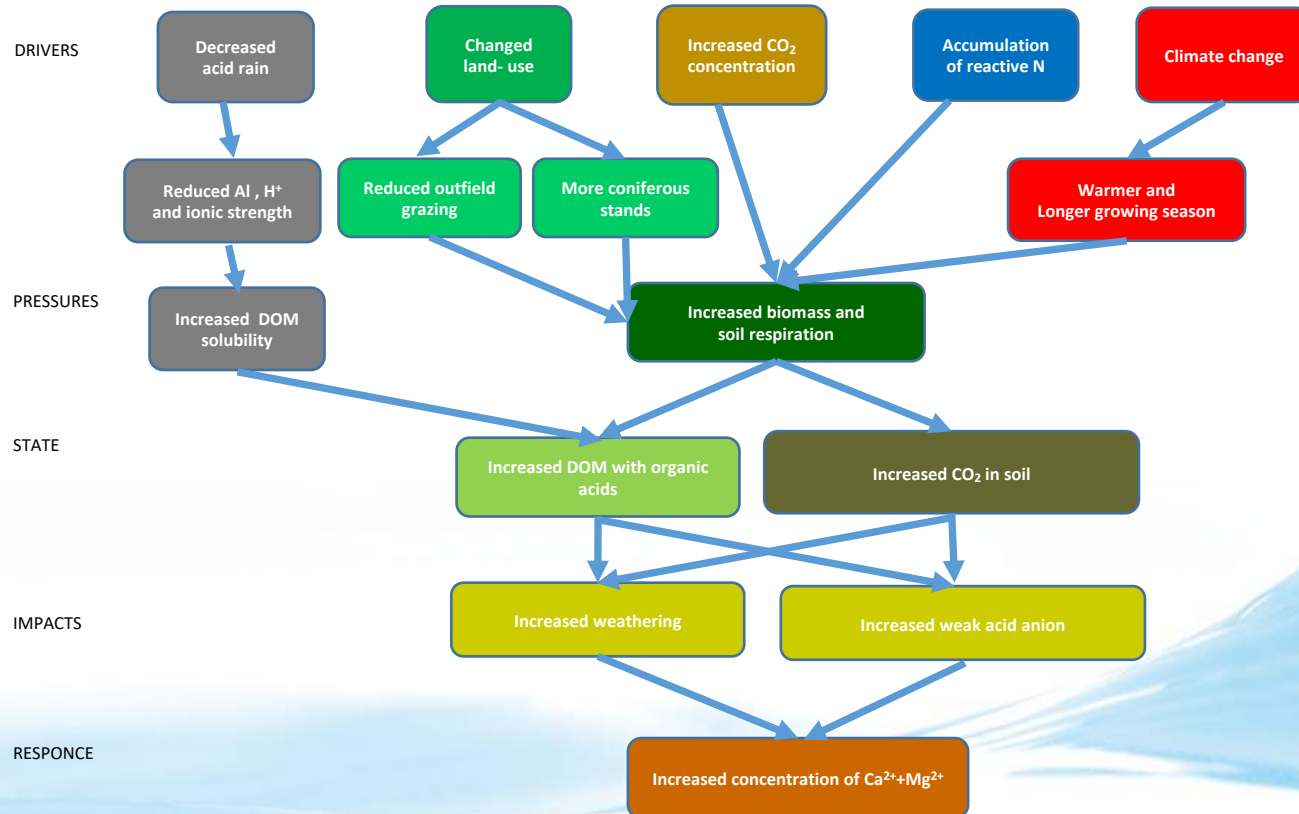 DRIVERS
Decreased
acid rain
Changed
land- use
Increased CO₂
concentration
Accumulation
of reactive N
Climate change
Reduced Al , H⁺
and ionic strength
Reduced outfield
grazing
More coniferous
stands
Warmer and
Longer growing season
PRESSURES
Increased  DOM
solubility
Increased biomass and
soil respiration
STATE
Increased DOM with organic
acids
Increased CO₂ in soil
IMPACTS
Increased weathering
Increased weak acid anion
RESPONCE
Increased concentration of Ca²⁺+Mg²⁺